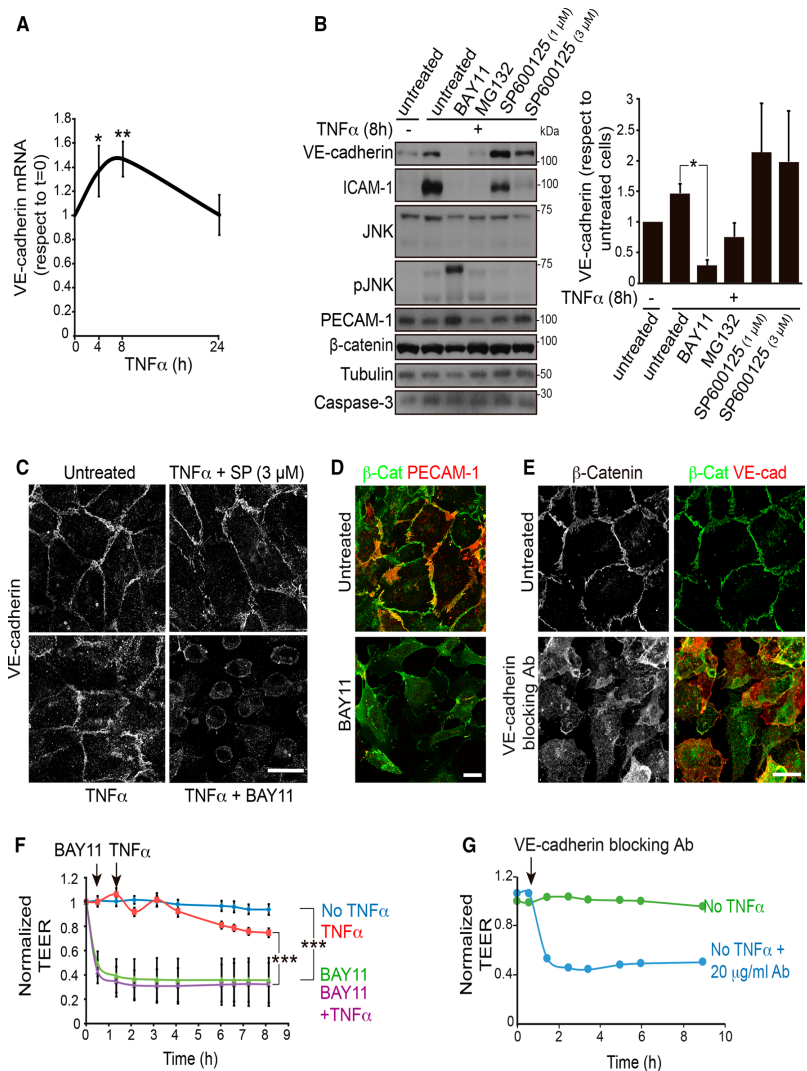 A
VE-cadherin mRNA
(respect to t=0)
1.8
1.6
1.4
1.2
1
0.8
0.6
0.4
0.2
0
*
**
0
4
8
24
TNFα (h)
B
untreated
untreated
BAY11
MG132
SP600125 (1 µM)
SP600125 (3 µM)
TNFα (8h)
-
+
kDa
VE-cadherin
100
ICAM-1
100
JNK
75
pJNK
75
PECAM-1
100
β-catenin
100
Tubulin
50
Caspase-3
30
VE-cadherin (respect to
untreated cells)
3
2.5
2
1.5
1
0.5
0
*
TNFα (8h)
-
+
untreated
untreated
BAY11
MG132
SP600125 (1 µM)
SP600125 (3 µM)
C
Untreated
TNFα + SP (3 µM)
VE-cadherin
TNFα
TNFα + BAY11
D
β-Cat PECAM-1
Untreated
BAY11
E
β-Catenin
β-Cat VE-cad
Untreated
VE-cadherin
blocking Ab
F
BAY11
TNFα
Normalized
TEER
1.2
1
0.8
0.6
0.4
0.2
0
No TNFα
TNFα
***
***
BAY11
BAY11
+TNFα
0 1 2 3 4 5 6 7 8 9
Time (h)
G
VE-cadherin blocking Ab
Normalized
TEER
1.2
0.8
0.4
0
No TNFα
No TNFα +
20 µg/ml Ab
0 2 4 6 8 10
Time (h)